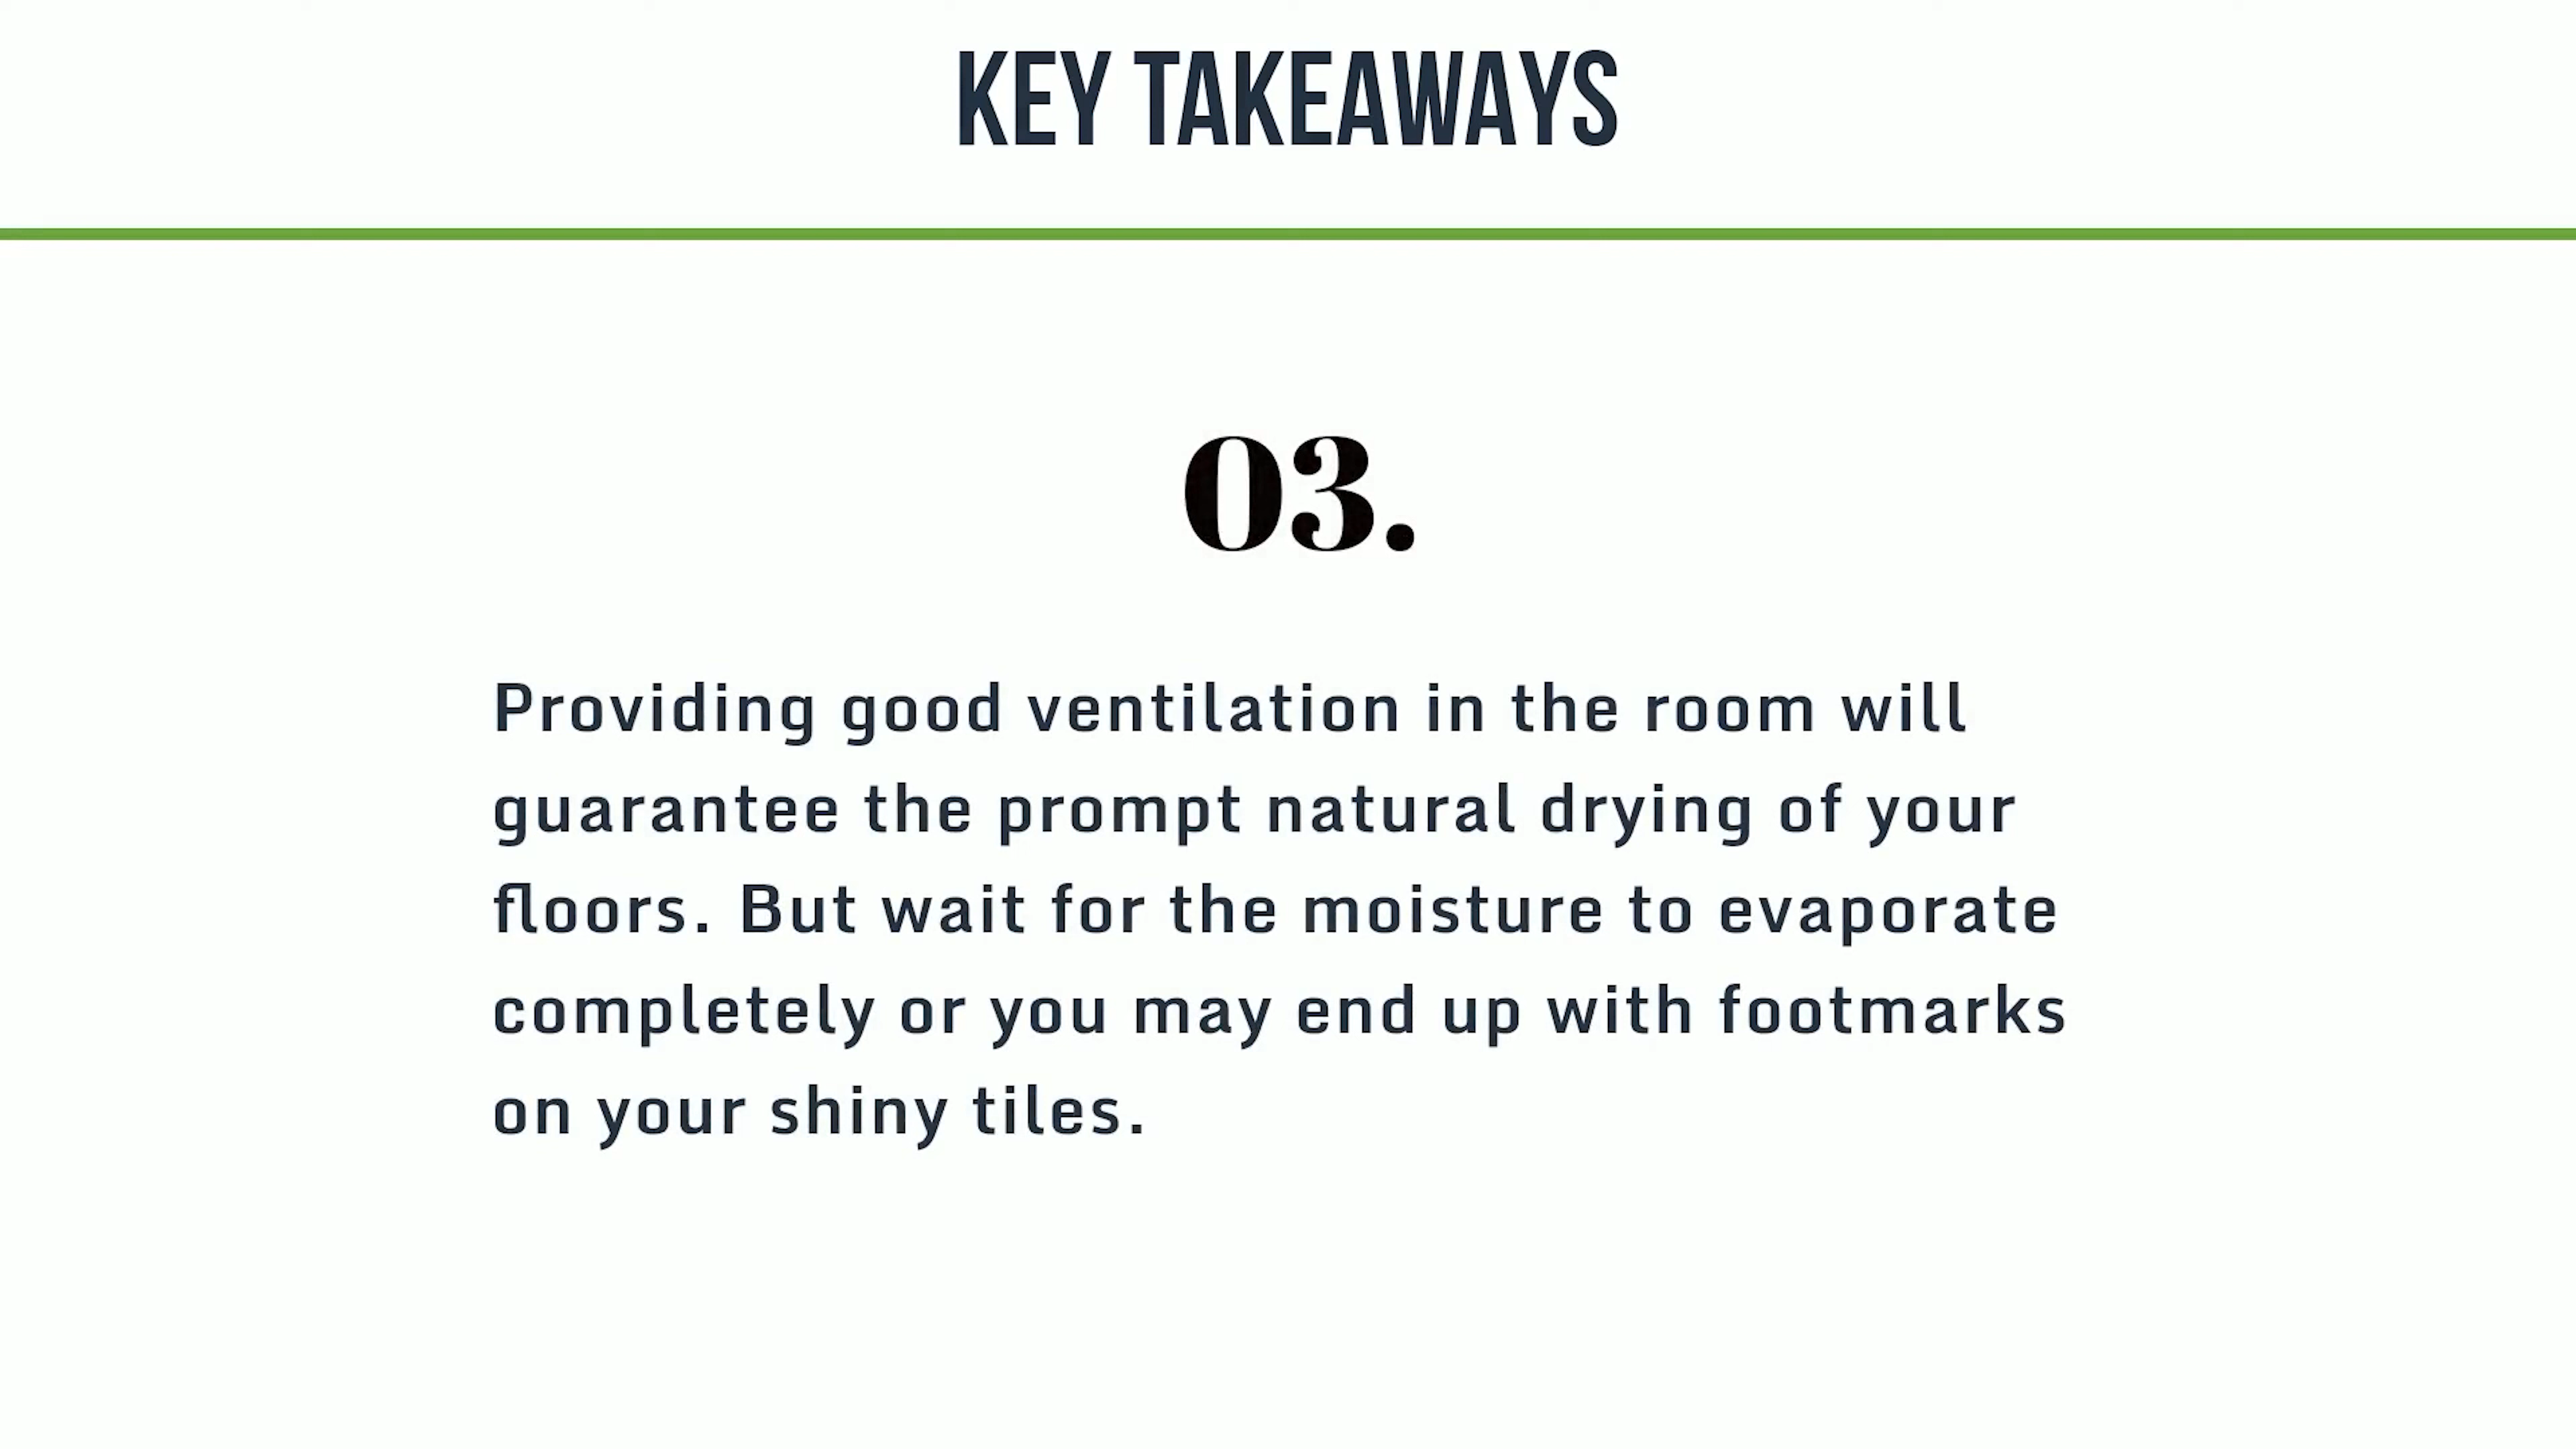 KEY TAKEAWAYS
03.
Providing good ventilation in the room will
guarantee the prompt natural drying of your
floors. But wait for the moisture to evaporate
completely or you may end up with footmarks
on your shiny tiles.